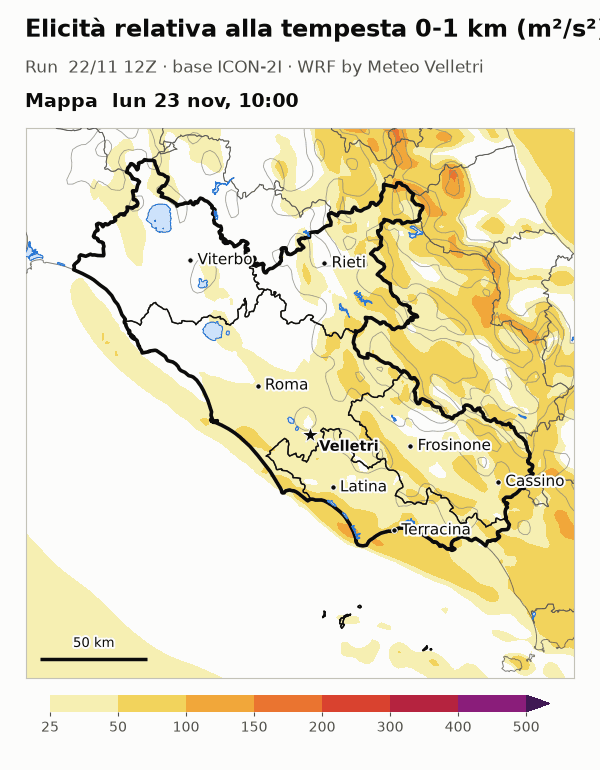 Elicità relativa alla tempesta 0-1 km (m²/s²)
Run 22/11 12Z · base ICON-2I · WRF by Meteo Velletri
Mappa lun 23 nov, 10:00
Viterbo
Rieti
Roma
Velletri
Frosinone
Cassino
Latina
Terracina
50 km
25 50 100 150 200 300 400 500